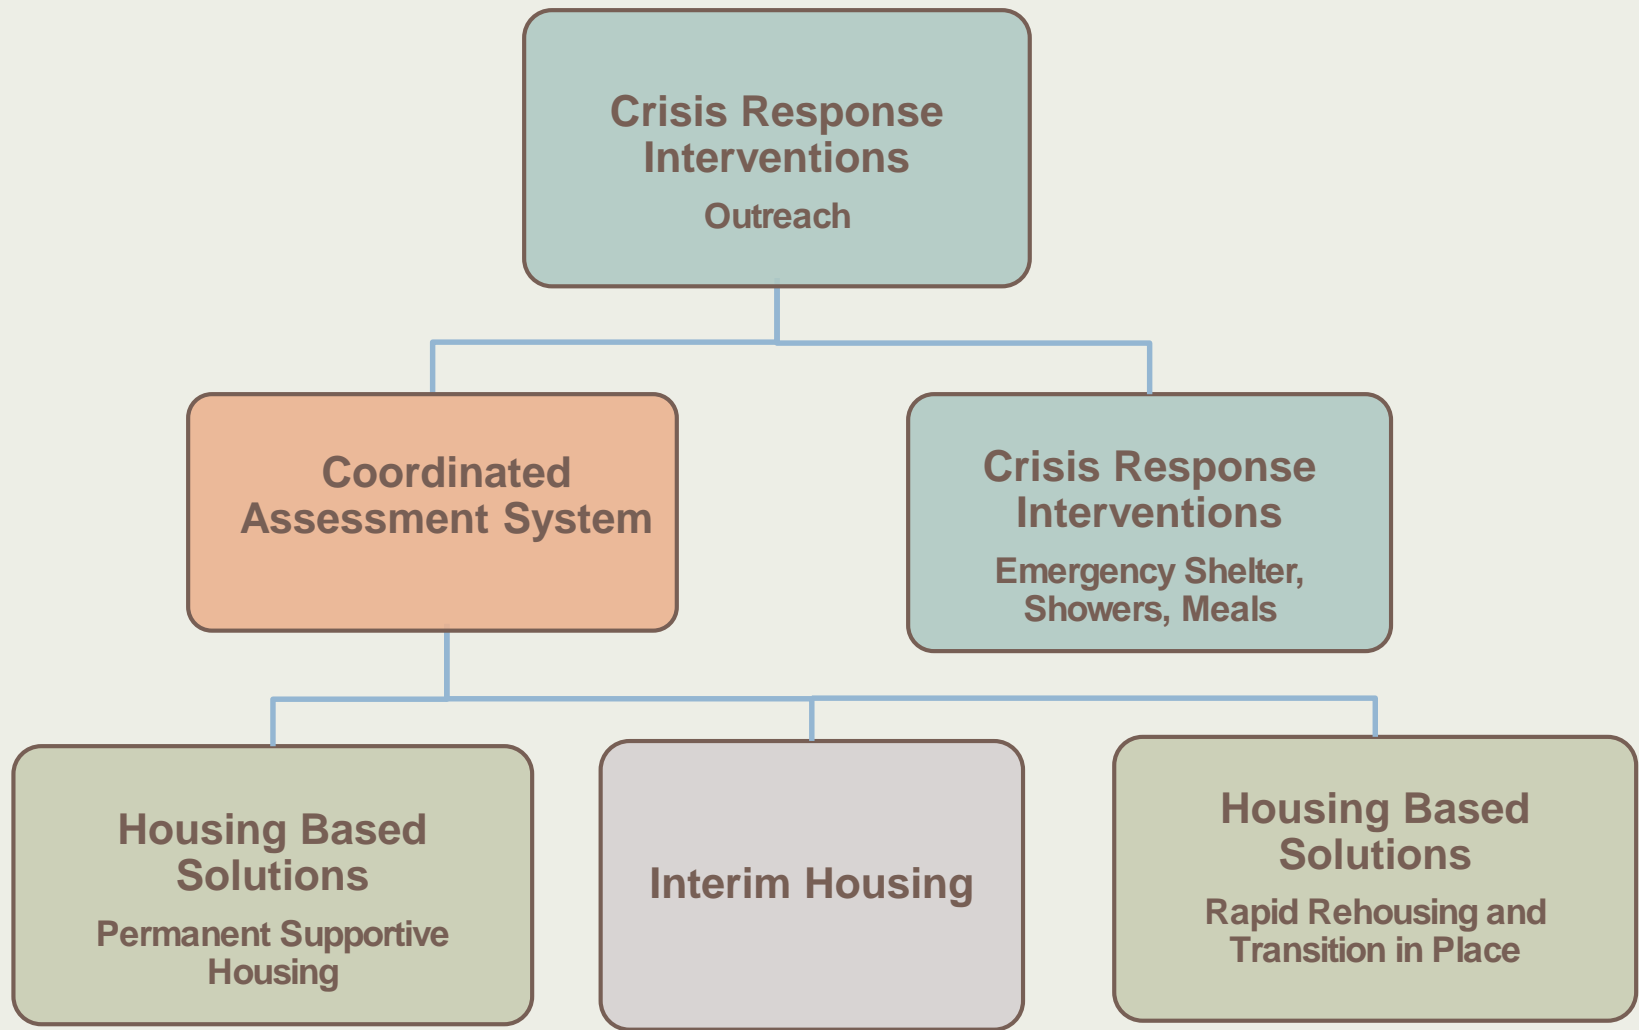 Crisis Response
Interventions
Outreach
Coordinated
Assessment System
Crisis Response
Interventions
Emergency Shelter,
Showers, Meals
Housing Based
Solutions
Permanent Supportive
Housing
Interim Housing
Housing Based
Solutions
Rapid Rehousing and
Transition in Place